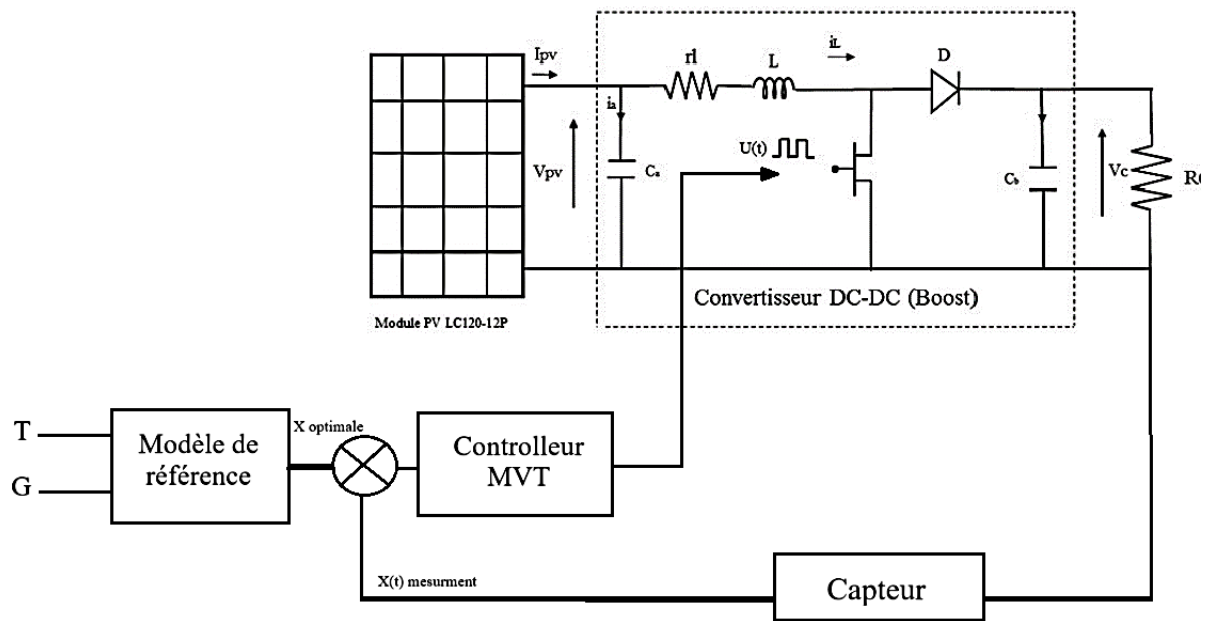 Ipv
rl
L
iL
D
ia
Vpv
Ca
U(t)
Cb
Vc
Convertisseur DC-DC (Boost)
Module PV LC120-12P
T
G
Modèle de
référence
X optimale
Controlleur
MVT
X(t) mesurment
Capteur